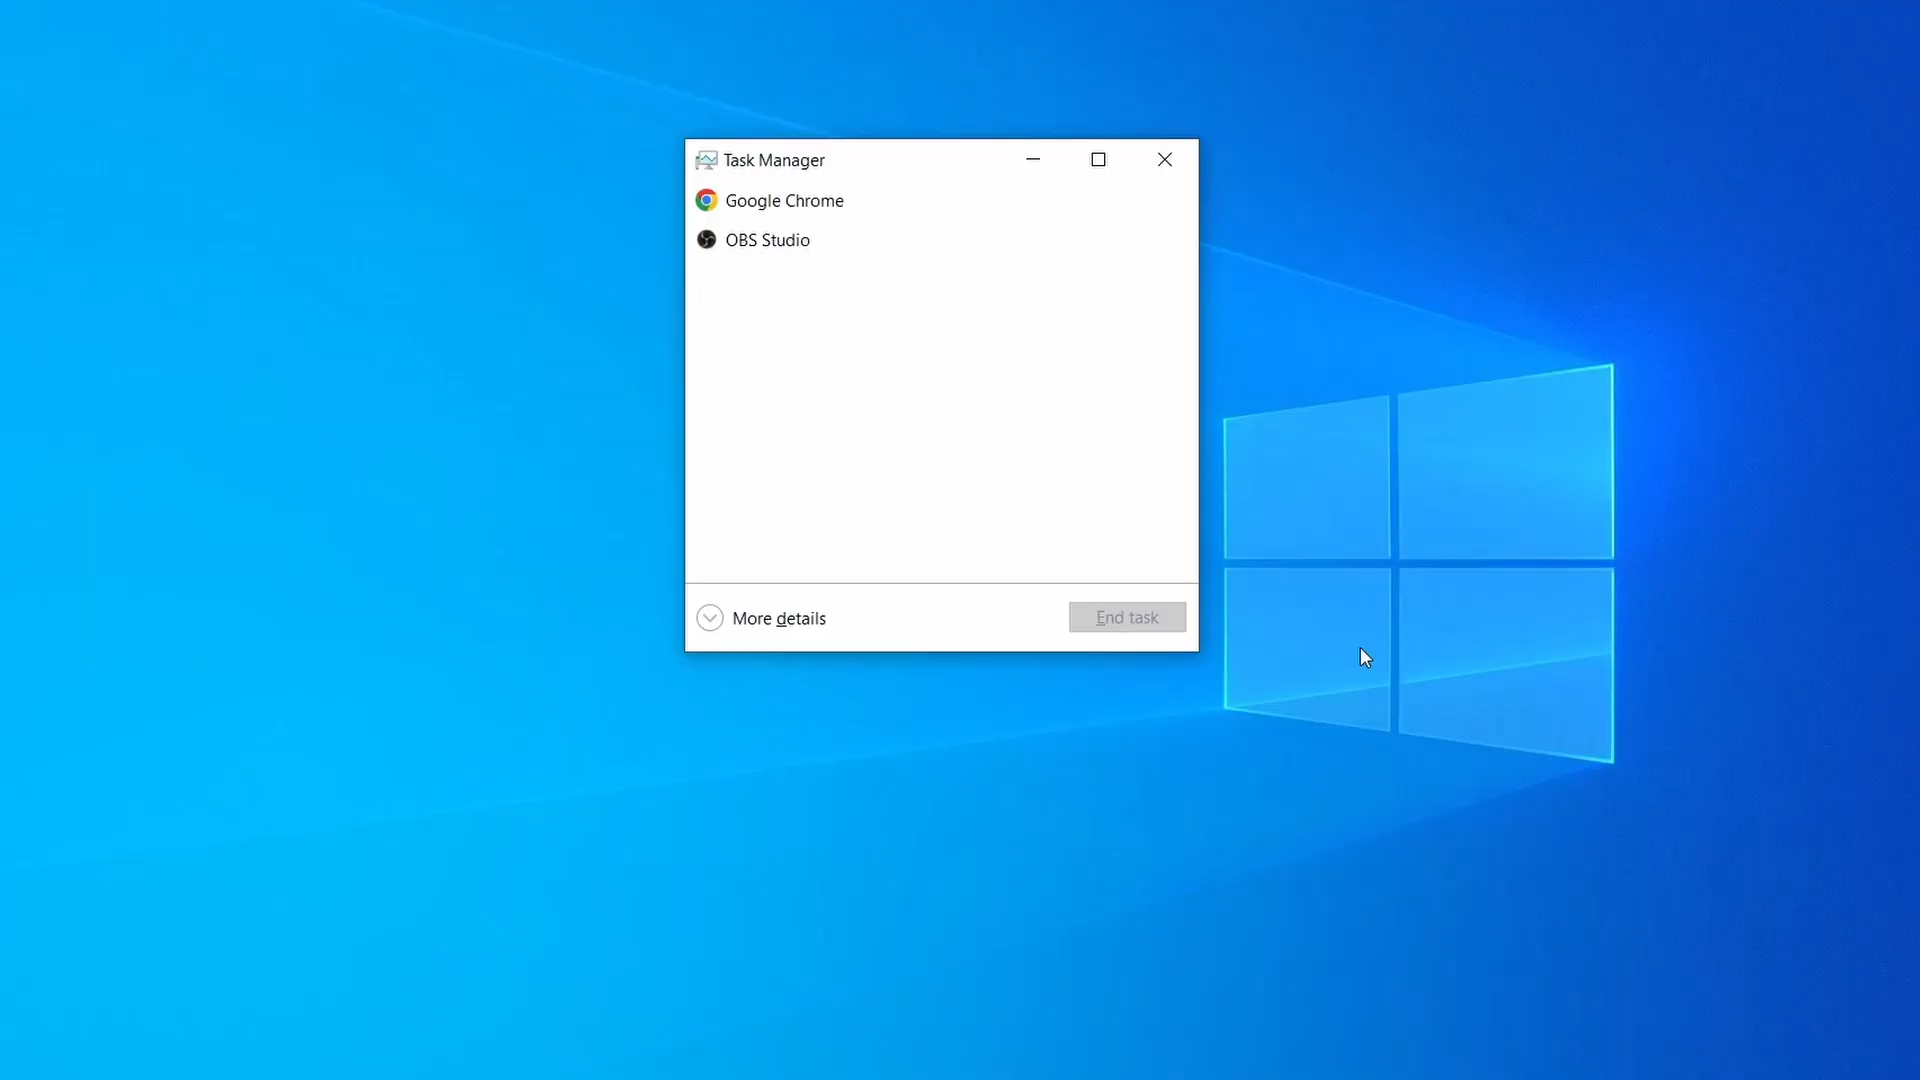 Task Manager
Google Chrome
OBS Studio
More details
End task